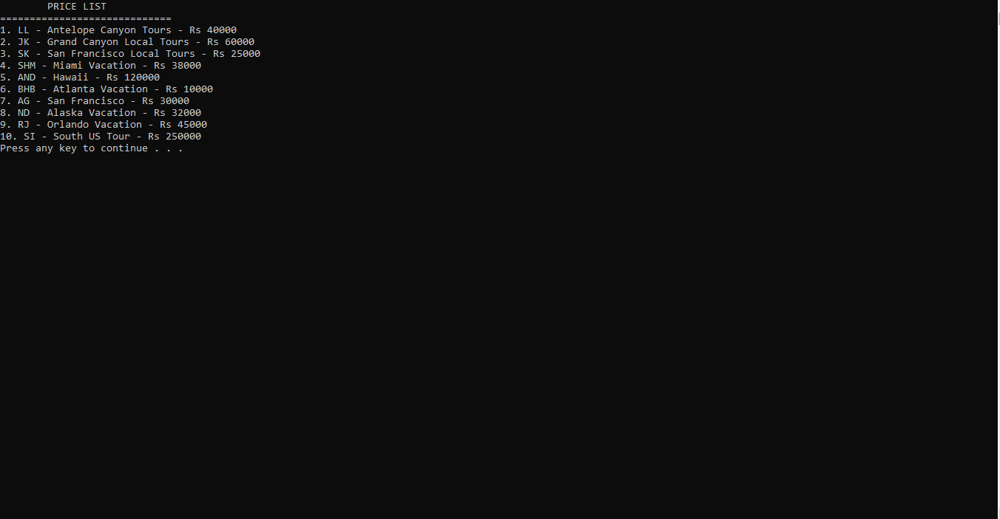 PRICE LIST
=============================
1. LL - Antelope Canyon Tours - Rs 40000
2. JK - Grand Canyon Local Tours - Rs 60000
3. SK - San Francisco Local Tours - Rs 25000
4. SHM - Miami Vacation - Rs 38000
5. AND - Hawaii - Rs 120000
6. BHB - Atlanta Vacation - Rs 10000
7. AG - San Francisco - Rs 30000
8. ND - Alaska Vacation - Rs 32000
9. RJ - Orlando Vacation - Rs 45000
10. SI - South US Tour - Rs 250000
Press any key to continue . . .